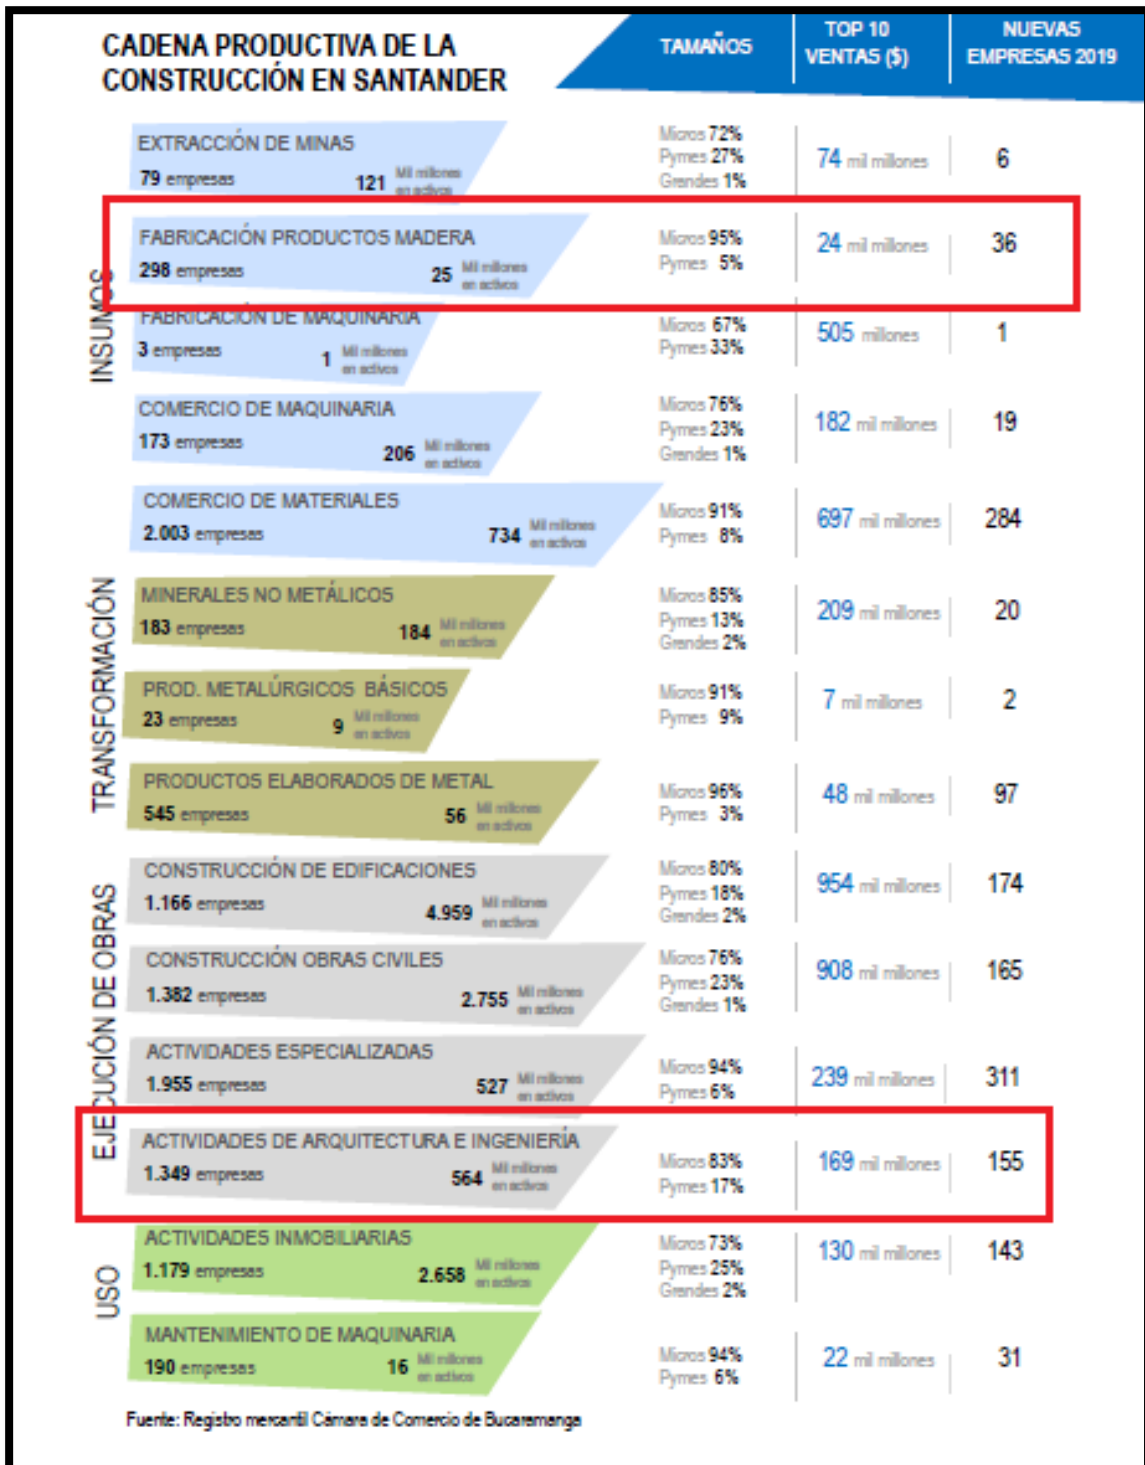 CADENA PRODUCTIVA DE LA
CONSTRUCCIÓN EN SANTANDER
TAMAÑOS
TOP 10
VENTAS ($)
NUEVAS
EMPRESAS 2019
INSUMOS
EXTRACCIÓN DE MINAS
79 empresas
121 Mil millones
en activos
Micros 72%
Pymes 27%
Grandes 1%
74 mil millones
6
FABRICACIÓN PRODUCTOS MADERA
298 empresas
25 Mil millones
en activos
Micros 95%
Pymes 5%
24 mil millones
36
FABRICACIÓN DE MAQUINARIA
3 empresas
1 Mil millones
en activos
Micros 67%
Pymes 33%
505 millones
1
COMERCIO DE MAQUINARIA
173 empresas
206 Mil millones
en activos
Micros 76%
Pymes 23%
Grandes 1%
182 mil millones
19
COMERCIO DE MATERIALES
2.003 empresas
734 Mil millones
en activos
Micros 91%
Pymes 8%
697 mil millones
284
TRANSFORMACIÓN
MINERALES NO METÁLICOS
183 empresas
184 Mil millones
en activos
Micros 85%
Pymes 13%
Grandes 2%
209 mil millones
20
PROD. METALÚRGICOS BÁSICOS
23 empresas
9 Mil millones
en activos
Micros 91%
Pymes 9%
7 mil millones
2
PRODUCTOS ELABORADOS DE METAL
545 empresas
56 Mil millones
en activos
Micros 96%
Pymes 3%
48 mil millones
97
EJECUCIÓN DE OBRAS
CONSTRUCCIÓN DE EDIFICACIONES
1.166 empresas
4.959 Mil millones
en activos
Micros 80%
Pymes 18%
Grandes 2%
954 mil millones
174
CONSTRUCCIÓN OBRAS CIVILES
1.382 empresas
2.755 Mil millones
en activos
Micros 76%
Pymes 23%
Grandes 1%
908 mil millones
165
ACTIVIDADES ESPECIALIZADAS
1.955 empresas
527 Mil millones
en activos
Micros 94%
Pymes 6%
239 mil millones
311
ACTIVIDADES DE ARQUITECTURA E INGENIERÍA
1.349 empresas
564 Mil millones
en activos
Micros 83%
Pymes 17%
169 mil millones
155
USO
ACTIVIDADES INMOBILIARIAS
1.179 empresas
2.658 Mil millones
en activos
Micros 73%
Pymes 25%
Grandes 2%
130 mil millones
143
MANTENIMIENTO DE MAQUINARIA
190 empresas
16 Mil millones
en activos
Micros 94%
Pymes 6%
22 mil millones
31
Fuente: Registro mercantil Cámara de Comercio de Bucaramanga